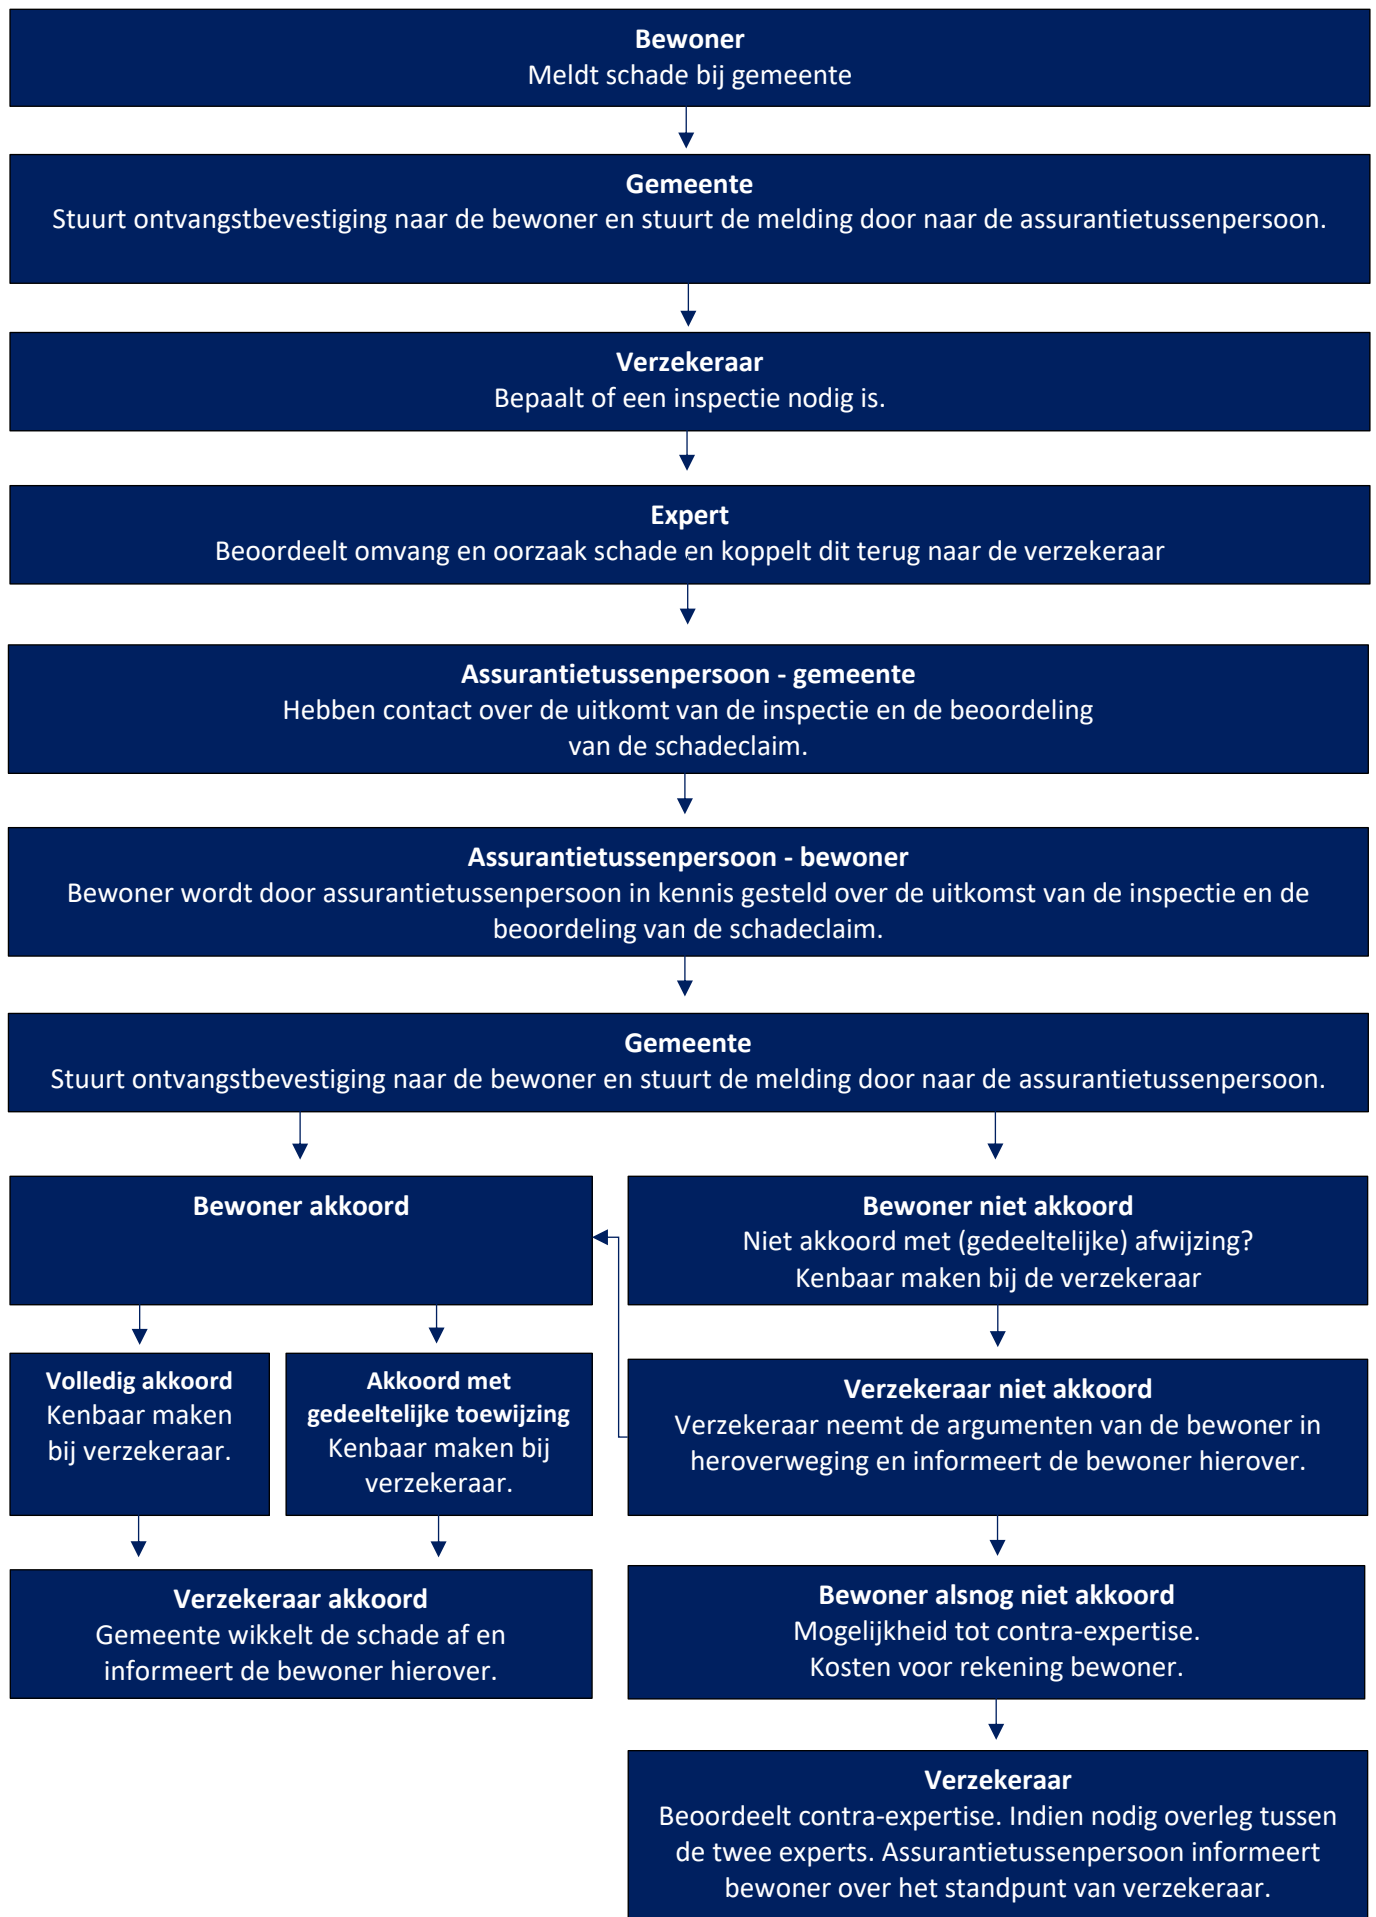 Bewoner
Meldt schade bij gemeente
Gemeente
Stuurt ontvangstbevestiging naar de bewoner en stuurt de melding door naar de assurantietussenpersoon.
Verzekeraar
Bepaalt of een inspectie nodig is.
Expert
Beoordeelt omvang en oorzaak schade en koppelt dit terug naar de verzekeraar
Assurantietussenpersoon - gemeente
Hebben contact over de uitkomt van de inspectie en de beoordeling
van de schadeclaim.
Assurantietussenpersoon - bewoner
Bewoner wordt door assurantietussenpersoon in kennis gesteld over de uitkomst van de inspectie en de
beoordeling van de schadeclaim.
Gemeente
Stuurt ontvangstbevestiging naar de bewoner en stuurt de melding door naar de assurantietussenpersoon.
Bewoner akkoord
Bewoner niet akkoord
Niet akkoord met (gedeeltelijke) afwijzing?
Kenbaar maken bij de verzekeraar
Volledig akkoord
Kenbaar maken
bij verzekeraar.
Akkoord met
gedeeltelijke toewijzing
Kenbaar maken bij
verzekeraar.
Verzekeraar niet akkoord
Verzekeraar neemt de argumenten van de bewoner in
heroverweging en informeert de bewoner hierover.
Verzekeraar akkoord
Gemeente wikkelt de schade af en
informeert de bewoner hierover.
Bewoner alsnog niet akkoord
Mogelijkheid tot contra-expertise.
Kosten voor rekening bewoner.
Verzekeraar
Beoordeelt contra-expertise. Indien nodig overleg tussen
de twee experts. Assurantietussenpersoon informeert
bewoner over het standpunt van verzekeraar.